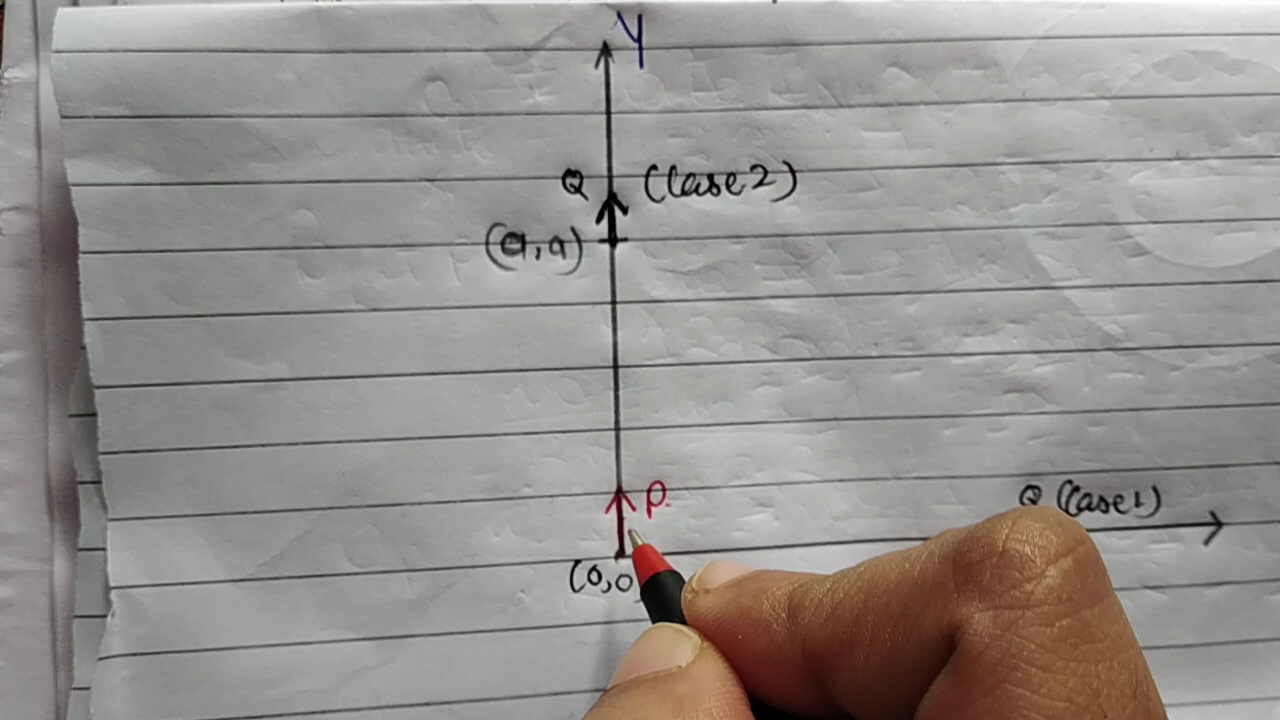 Y
Q (Case 2)
(a,a)
P
Q (Case 1)
(0,0